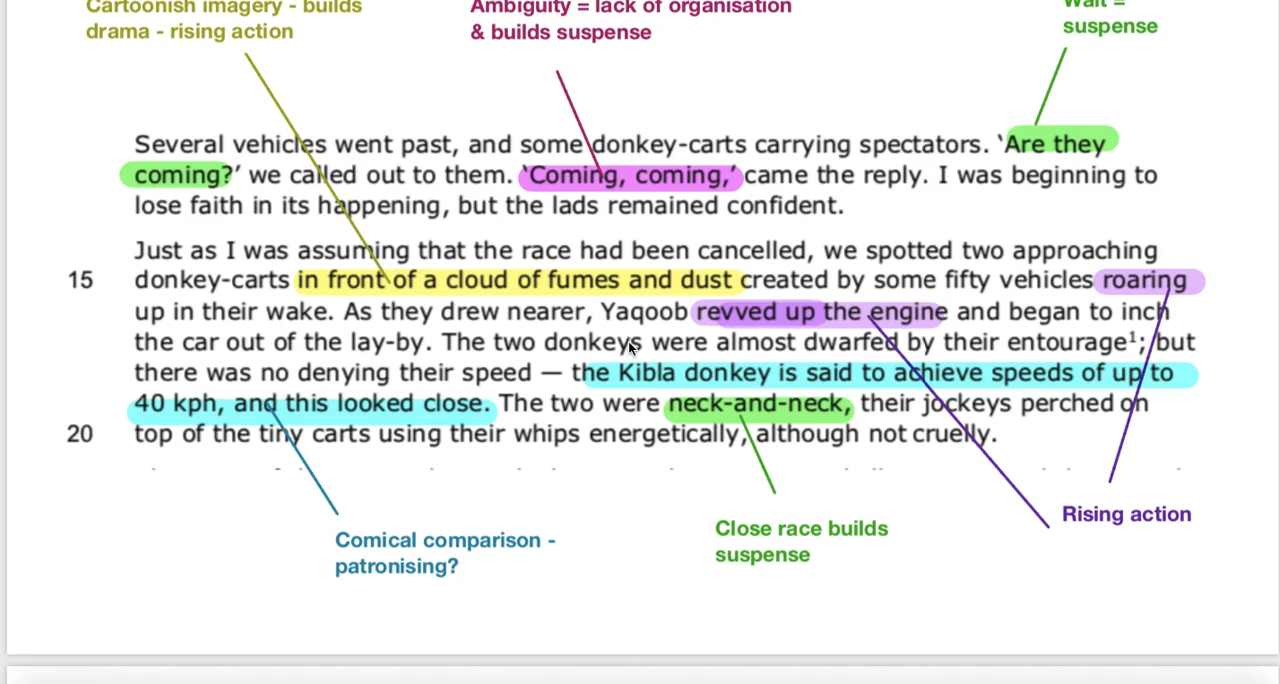 Cartoonish imagery - builds
drama - rising action
Ambiguity = lack of organisation
& builds suspense
Wait =
suspense
Several vehicles went past, and some donkey-carts carrying spectators. ‘Are they
coming?’ we called out to them. ‘Coming, coming,’ came the reply. I was beginning to
lose faith in its happening, but the lads remained confident.
Just as I was assuming that the race had been cancelled, we spotted two approaching
15 donkey-carts in front of a cloud of fumes and dust created by some fifty vehicles roaring
up in their wake. As they drew nearer, Yaqoob revved up the engine and began to inch
the car out of the lay-by. The two donkeys were almost dwarfed by their entourage¹; but
there was no denying their speed — the Kibla donkey is said to achieve speeds of up to
40 kph, and this looked close. The two were neck-and-neck, their jockeys perched on
20 top of the tiny carts using their whips energetically, although not cruelly.
Comical comparison -
patronising?
Close race builds
suspense
Rising action